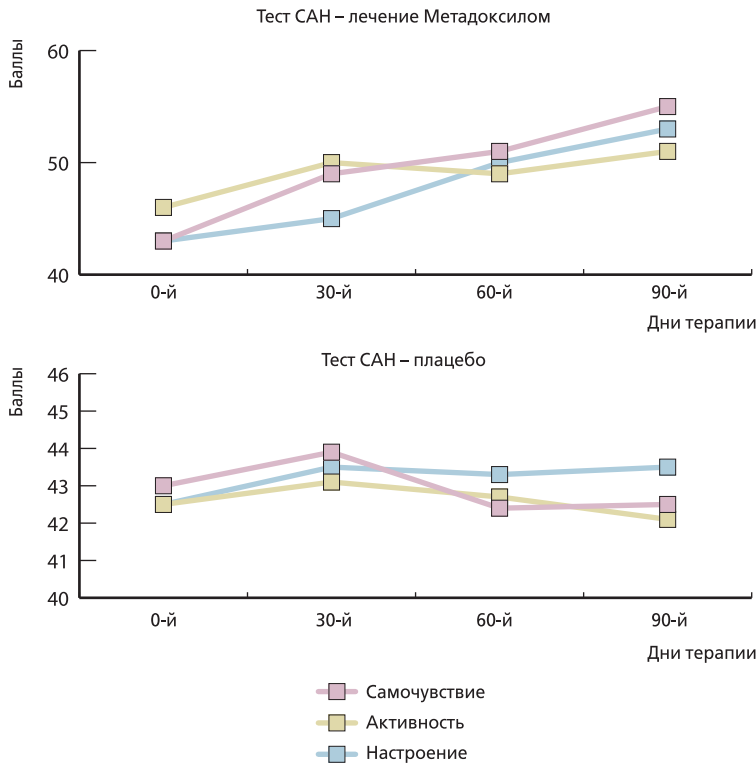 Тест САН – лечение Метадоксилом
Баллы
60
50
40
0-й 30-й 60-й 90-й
Дни терапии
Тест САН – плацебо
Баллы
46
45
44
43
42
41
40
0-й 30-й 60-й 90-й
Дни терапии
Самочувствие
Активность
Настроение